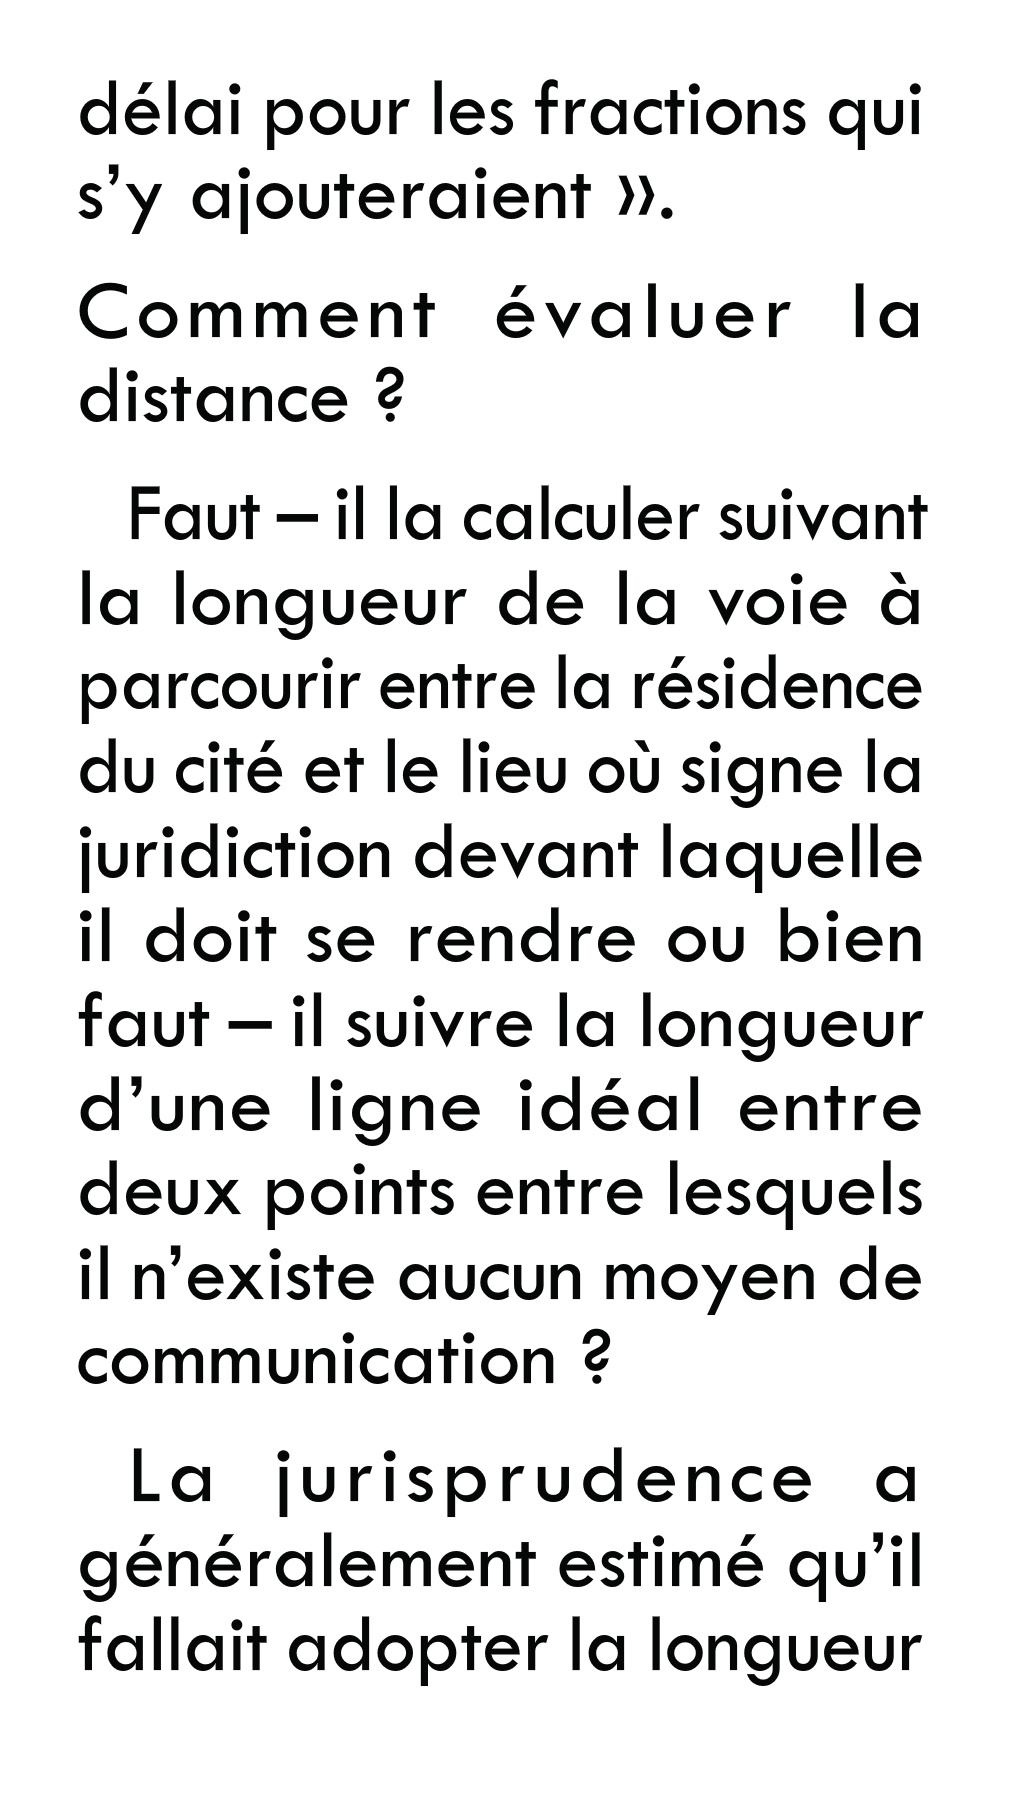 délai pour les fractions qui
s’y ajouteraient ».
Comment évaluer la
distance ?
Faut – il la calculer suivant
la longueur de la voie à
parcourir entre la résidence
du cité et le lieu où signe la
juridiction devant laquelle
il doit se rendre ou bien
faut – il suivre la longueur
d’une ligne idéal entre
deux points entre lesquels
il n’existe aucun moyen de
communication ?
La jurisprudence a
généralement estimé qu’il
fallait adopter la longueur